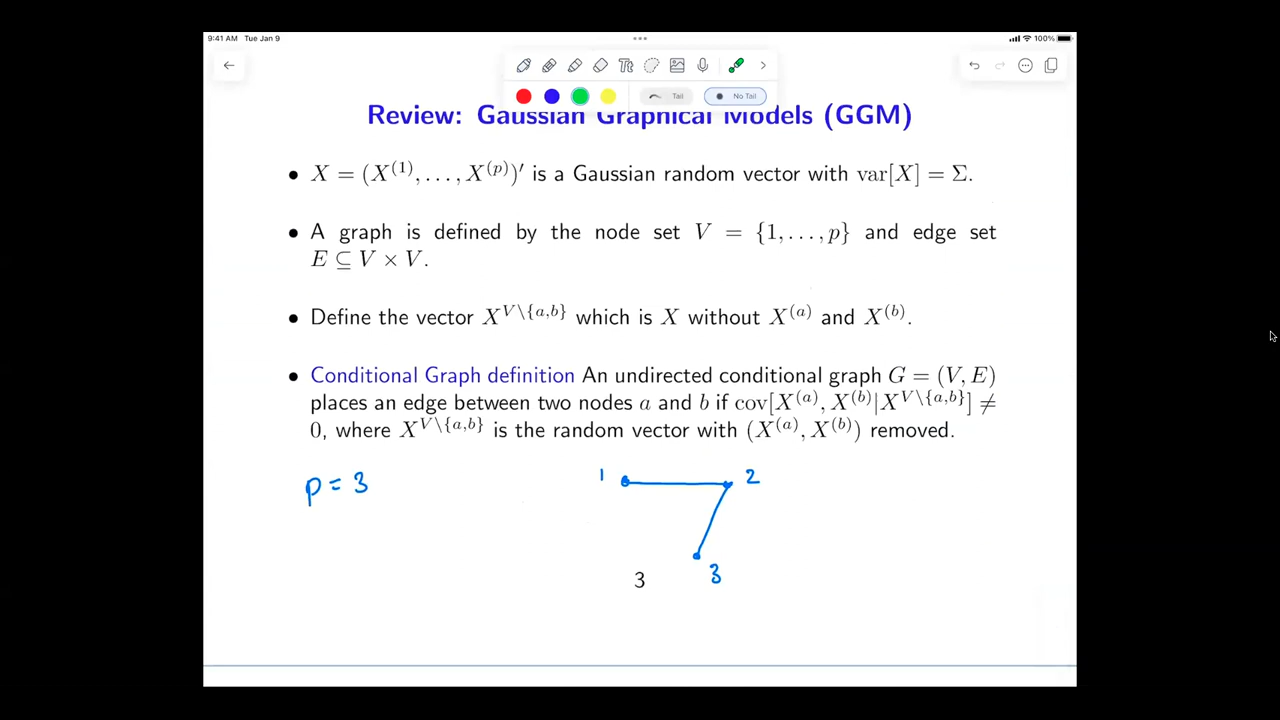 9:41 AM Tue Jan 9
100%
Tail
No Tail
Review: Gaussian Graphical Models (GGM)
• X = (X^{(1)}, …, X^{(p)})′ is a Gaussian random vector with var[X] = Σ.
• A graph is defined by the node set V = {1, …, p} and edge set
E ⊆ V × V.
• Define the vector X^{V\{a,b}} which is X without X^{(a)} and X^{(b)}.
• Conditional Graph definition An undirected conditional graph G = (V, E)
places an edge between two nodes a and b if cov[X^{(a)}, X^{(b)}|X^{V\{a,b}}] ≠
0, where X^{V\{a,b}} is the random vector with (X^{(a)}, X^{(b)}) removed.
p = 3
1
2
3
3